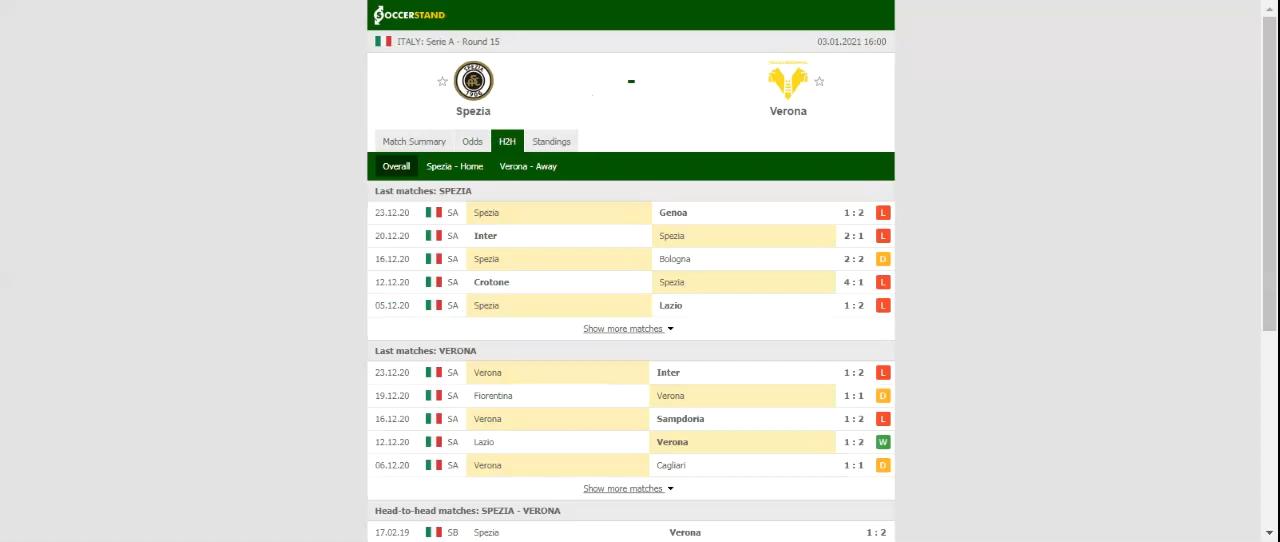 SOCCERSTAND
ITALY: Serie A - Round 15 03.01.2021 16:00
SPEZIA
1906
-
Spezia Verona
Match Summary Odds H2H Standings
Overall Spezia - Home Verona - Away
Last matches: SPEZIA
23.12.20 SA Spezia Genoa 1 : 2 L
20.12.20 SA Inter Spezia 2 : 1 L
16.12.20 SA Spezia Bologna 2 : 2 D
12.12.20 SA Crotone Spezia 4 : 1 L
05.12.20 SA Spezia Lazio 1 : 2 L
Show more matches
Last matches: VERONA
23.12.20 SA Verona Inter 1 : 2 L
19.12.20 SA Fiorentina Verona 1 : 1 D
16.12.20 SA Verona Sampdoria 1 : 2 L
12.12.20 SA Lazio Verona 1 : 2 W
06.12.20 SA Verona Cagliari 1 : 1 D
Show more matches
Head-to-head matches: SPEZIA - VERONA
17.02.19 SB Spezia Verona 1 : 2